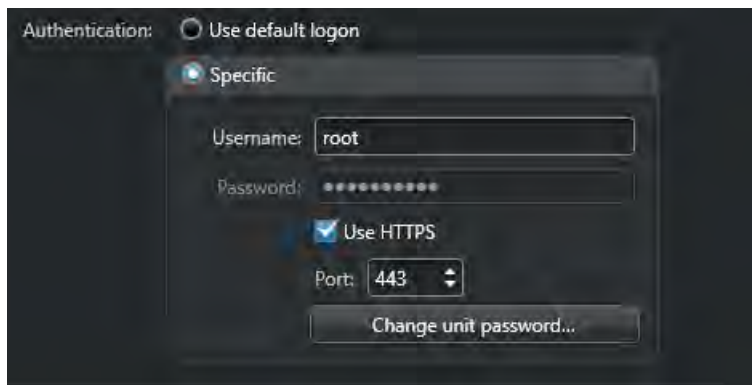 Authentication: Use default logon
Specific
Username: root
Password: ••••••••••
Use HTTPS
Port: 443
Change unit password...